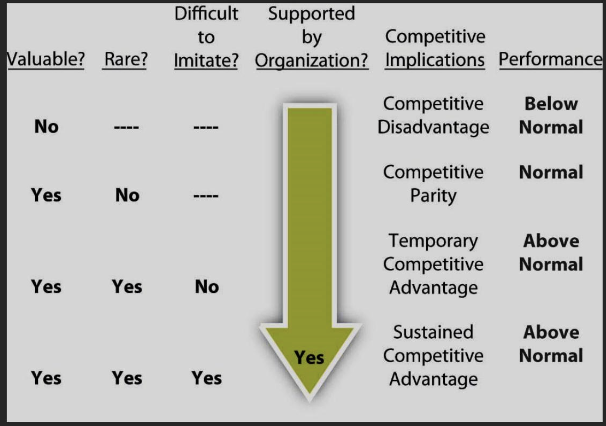 Valuable? Rare? Difficult to Imitate? Supported by Organization? Competitive Implications Performance
No ---- ---- Competitive Disadvantage Below Normal
Yes No ---- Competitive Parity Normal
Yes Yes No Temporary Competitive Advantage Above Normal
Yes Yes Yes Yes Sustained Competitive Advantage Above Normal